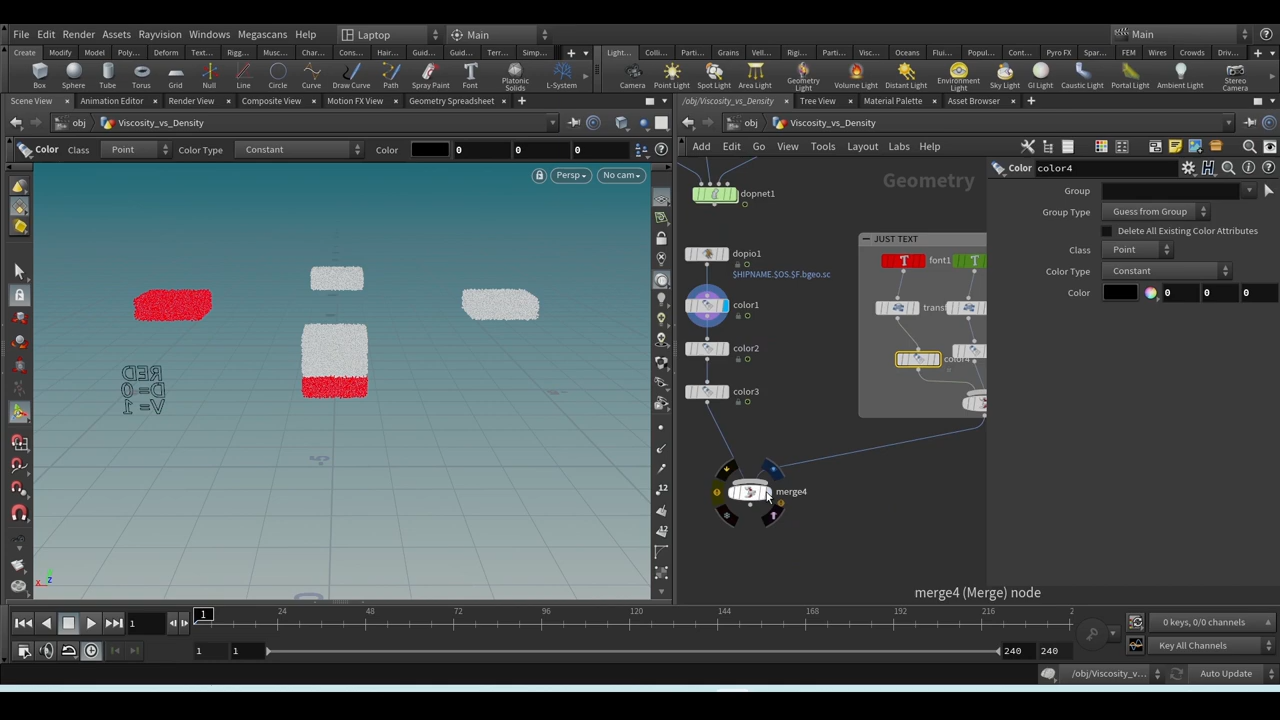 File Edit Render Assets Rayvision Windows Megascans Help Laptop Main Main
Create Modify Model Poly... Deform Text... Rigg... Musc... Char... Cons... Hair... Guid... Guid... Terr... Simp... Light... Colli... Parti... Grains Vell... Rigi... Parti... Visc... Oceans Flui... Popul... Cont... Pyro FX Spar... FEM Wires Crowds Driv...
Box Sphere Tube Torus Grid Null Line Circle Curve Draw Curve Path Spray Paint Font Platonic Solids L-System Camera Point Light Spot Light Area Light Geometry Light Volume Light Distant Light Environment Light Sky Light GI Light Caustic Light Portal Light Ambient Light Stereo Camera
Scene View Animation Editor Render View Composite View Motion FX View Geometry Spreadsheet /obj/Viscosity_vs_Density Tree View Material Palette Asset Browser
obj Viscosity_vs_Density obj Viscosity_vs_Density
Color Class Point Color Type Constant Color 0 0 0 Add Edit Go View Tools Layout Labs Help
Persp No cam
Geometry
Color color4
dopnet1
Group
Group Type Guess from Group
Delete All Existing Color Attributes
JUST TEXT
Class Point
dopio1
font1
Color Type Constant
$HIPNAME.$OS.$F.bgeo.sc
Color 0 0 0
color1
transf
color2
color4
RED
D=0
V=1
color3
12
12
merge4
merge4 (Merge) node
X Z
1 1 24 48 72 96 120 144 168 192 216 2
0 keys, 0/0 channels
1 1 240 240 Key All Channels
/obj/Viscosity_v... Auto Update